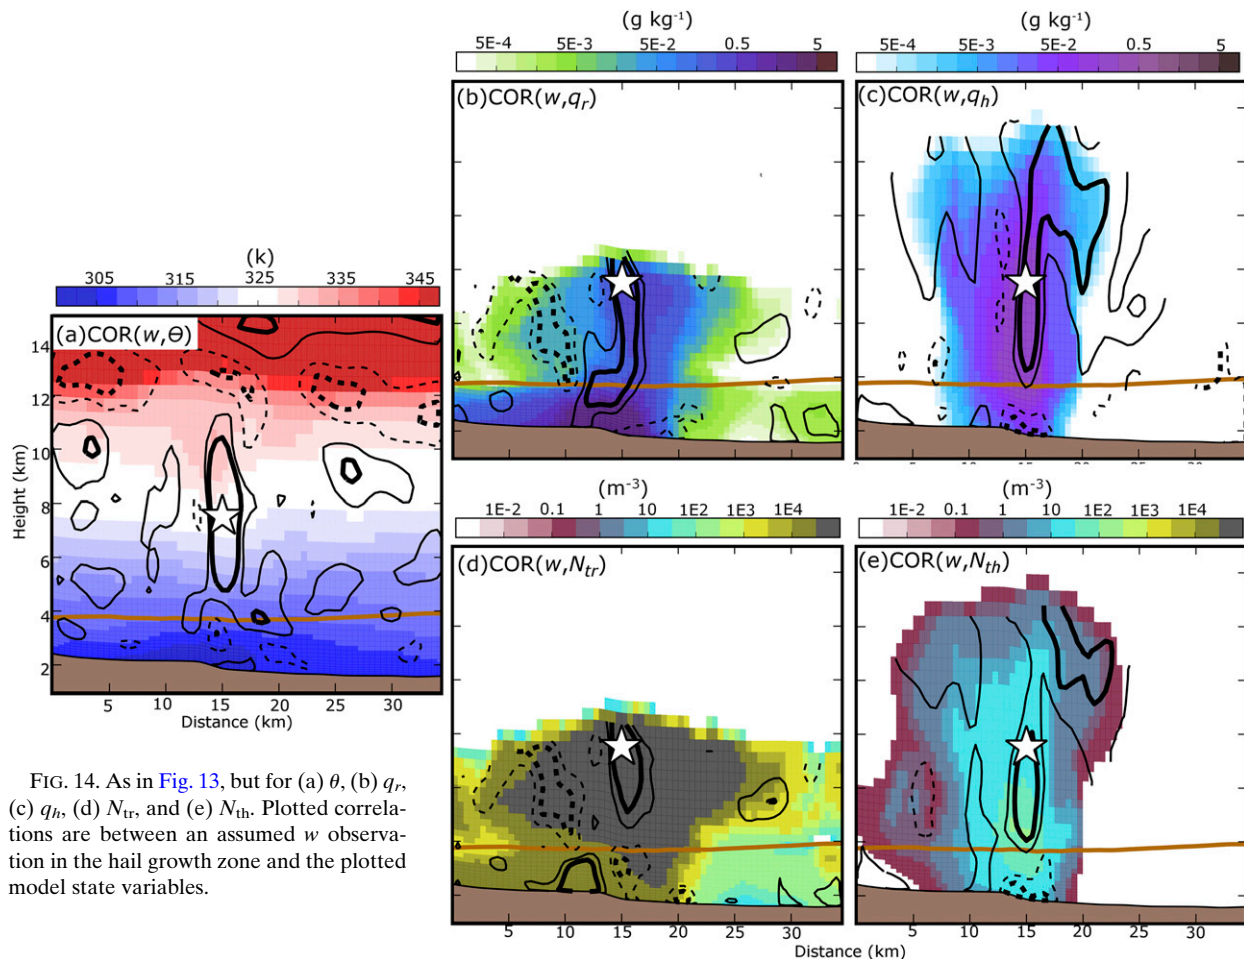 (g kg⁻¹)
5E-4 5E-3 5E-2 0.5 5
(g kg⁻¹)
5E-4 5E-3 5E-2 0.5 5
(b)COR(w,qr)
(c)COR(w,qh)
(k)
305 315 325 335 345
(a)COR(w,Θ)
14
12
10
8
6
4
2
Height (km)
5 10 15 20 25 30
Distance (km)
5 10 15 20 25 30
(m⁻³)
1E-2 0.1 1 10 1E2 1E3 1E4
(m⁻³)
1E-2 0.1 1 10 1E2 1E3 1E4
(d)COR(w,Ntr)
(e)COR(w,Nth)
5 10 15 20 25 30
5 10 15 20 25 30
Distance (km)
FIG. 14. As in Fig. 13, but for (a) θ, (b) qr,
(c) qh, (d) Ntr, and (e) Nth. Plotted correla-
tions are between an assumed w observa-
tion in the hail growth zone and the plotted
model state variables.